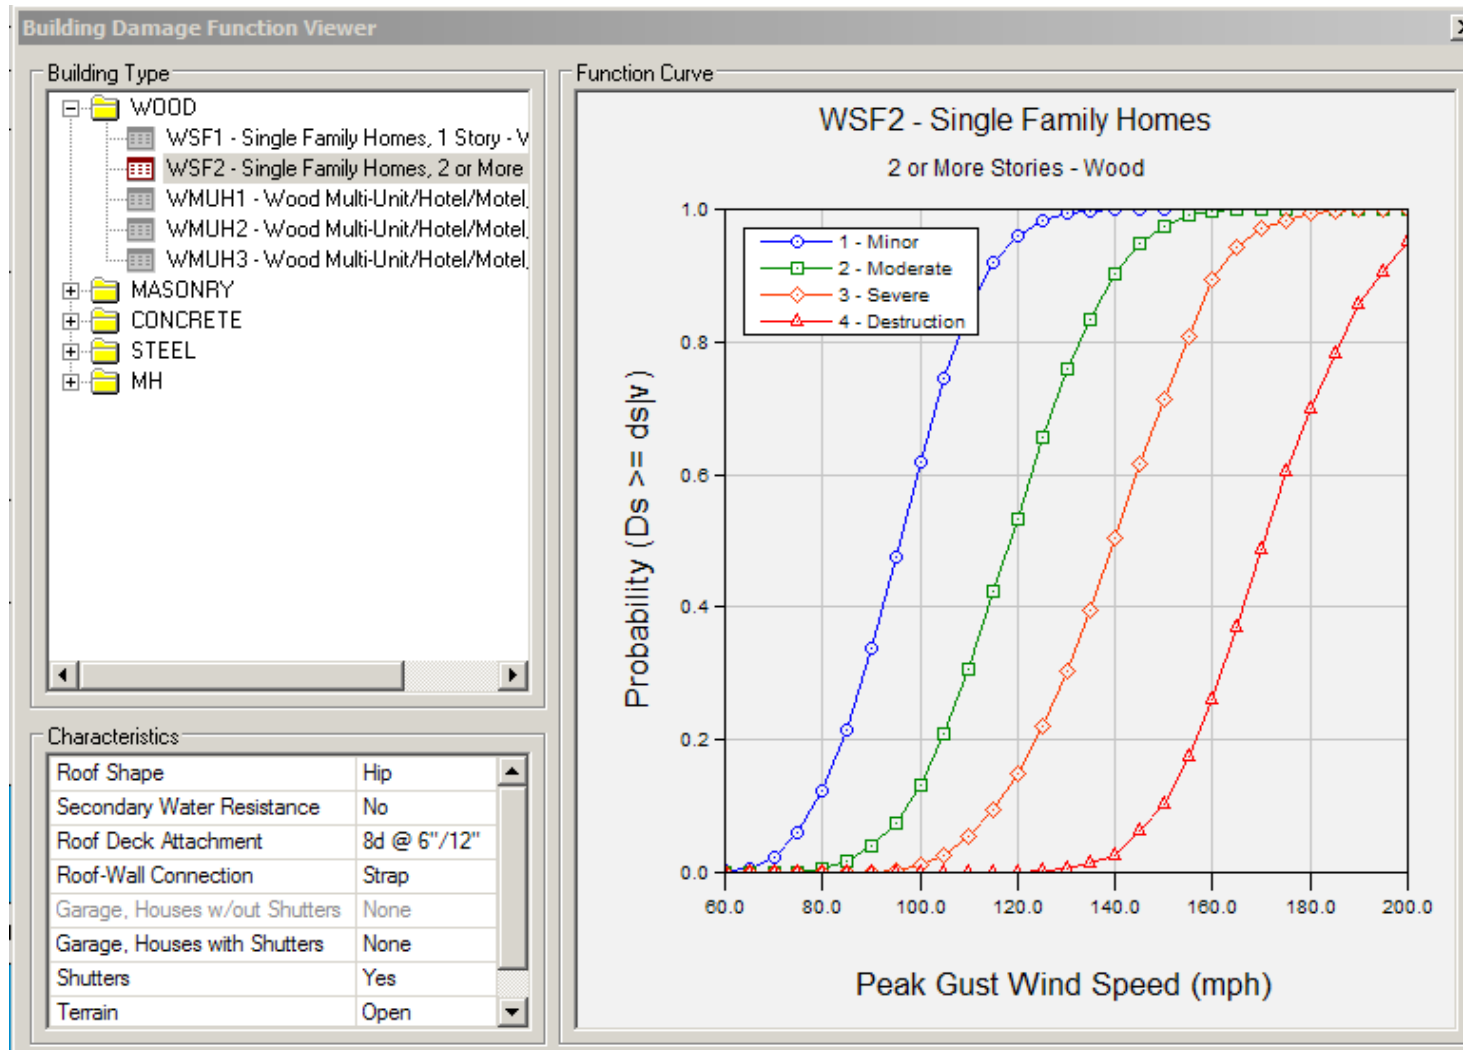 Building Damage Function Viewer
Building Type
WOOD
WSF1 - Single Family Homes, 1 Story - W
WSF2 - Single Family Homes, 2 or More
WMUH1 - Wood Multi-Unit/Hotel/Motel,
WMUH2 - Wood Multi-Unit/Hotel/Motel,
WMUH3 - Wood Multi-Unit/Hotel/Motel,
MASONRY
CONCRETE
STEEL
MH
Characteristics
Roof Shape Hip
Secondary Water Resistance No
Roof Deck Attachment 8d @ 6"/12"
Roof-Wall Connection Strap
Garage, Houses w/out Shutters None
Garage, Houses with Shutters None
Shutters Yes
Terrain Open
Function Curve
WSF2 - Single Family Homes
2 or More Stories - Wood
1 - Minor
2 - Moderate
3 - Severe
4 - Destruction
Probability (Ds >= ds|v)
1.0
0.8
0.6
0.4
0.2
0.0
60.0 80.0 100.0 120.0 140.0 160.0 180.0 200.0
Peak Gust Wind Speed (mph)